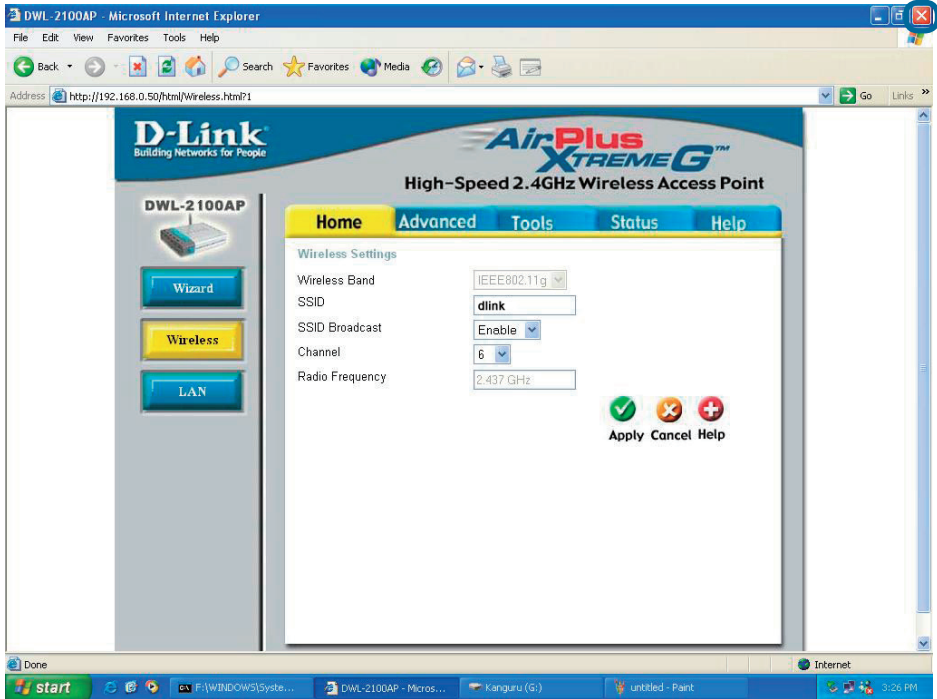 DWL-2100AP - Microsoft Internet Explorer
File Edit View Favorites Tools Help
Back Search Favorites Media
Address http://192.168.0.50/html/Wireless.html?1 Go Links »
D-Link
Building Networks for People
AirPlus
XTREME G™
High-Speed 2.4GHz Wireless Access Point
DWL-2100AP
Home Advanced Tools Status Help
Wireless Settings
Wireless Band IEEE802.11g
SSID dlink
SSID Broadcast Enable
Channel 6
Radio Frequency 2.437 GHz
Wizard
Wireless
LAN
Apply Cancel Help
Done Internet
start F:\WINDOWS\Syste... DWL-2100AP - Micros... Kanguru (G:) untitled - Paint 3:26 PM